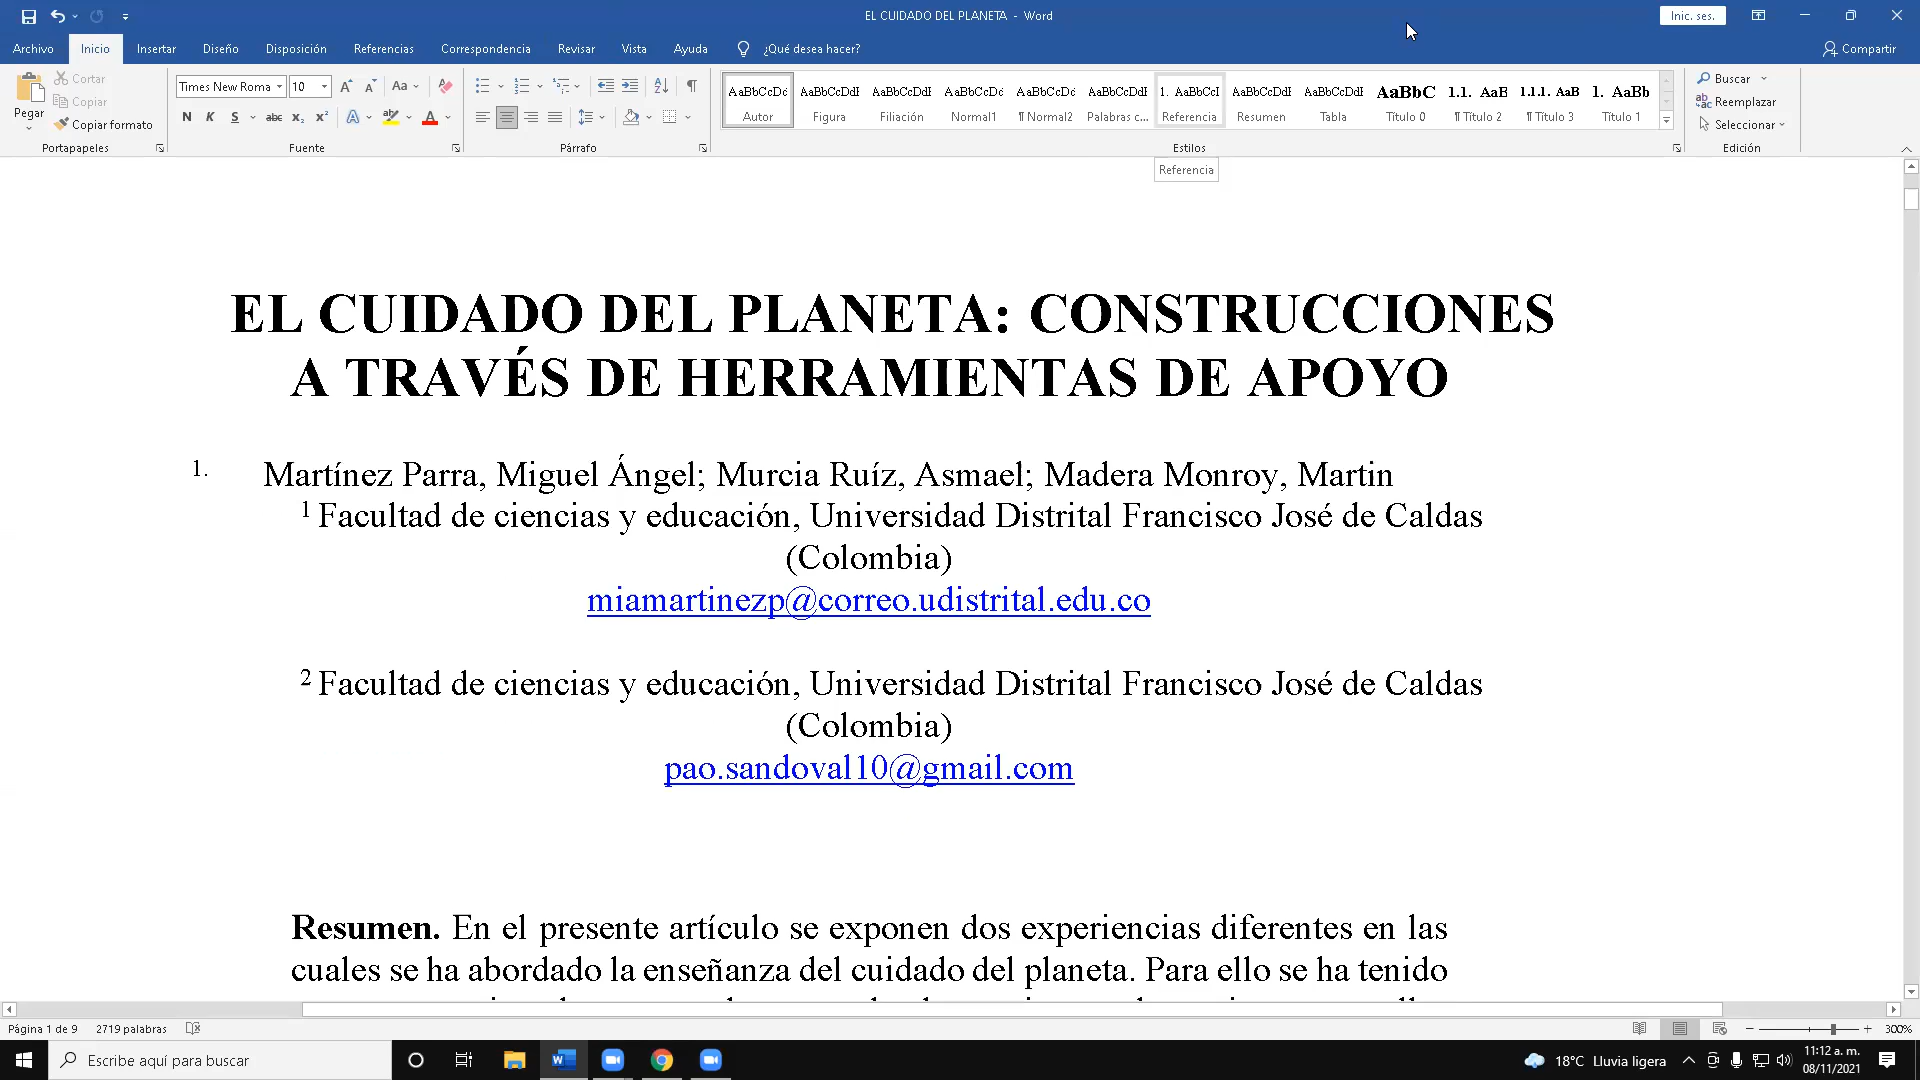 EL CUIDADO DEL PLANETA - Word
Inic. ses.
Archivo Inicio Insertar Diseño Disposición Referencias Correspondencia Revisar Vista Ayuda ¿Qué desea hacer? Compartir
Pegar
Cortar
Copiar
Copiar formato
Portapapeles
Times New Roma 10
Aa
N K S abc x₂ x²
Fuente
Párrafo
AaBbCcDc AaBbCcDdI AaBbCcDdI AaBbCcDc AaBbCcDc AaBbCcDdI 1. AaBbCcI AaBbCcDdI AaBbCcDdI AaBbC 1.1. AaB 1.1.1. AaB 1. AaBb
Autor Figura Filiación Normal1 ¶ Normal2 Palabras c... Referencia Resumen Tabla Título 0 ¶ Título 2 ¶ Título 3 Título 1
Estilos
Buscar
Reemplazar
Seleccionar
Edición
Referencia
EL CUIDADO DEL PLANETA: CONSTRUCCIONES
A TRAVÉS DE HERRAMIENTAS DE APOYO
1. Martínez Parra, Miguel Ángel; Murcia Ruíz, Asmael; Madera Monroy, Martin
1 Facultad de ciencias y educación, Universidad Distrital Francisco José de Caldas
(Colombia)
miamartinezp@correo.udistrital.edu.co
2 Facultad de ciencias y educación, Universidad Distrital Francisco José de Caldas
(Colombia)
pao.sandoval10@gmail.com
Resumen. En el presente artículo se exponen dos experiencias diferentes en las
cuales se ha abordado la enseñanza del cuidado del planeta. Para ello se ha tenido
Página 1 de 9 2719 palabras
300%
Escribe aquí para buscar
18°C Lluvia ligera
11:12 a. m.
08/11/2021